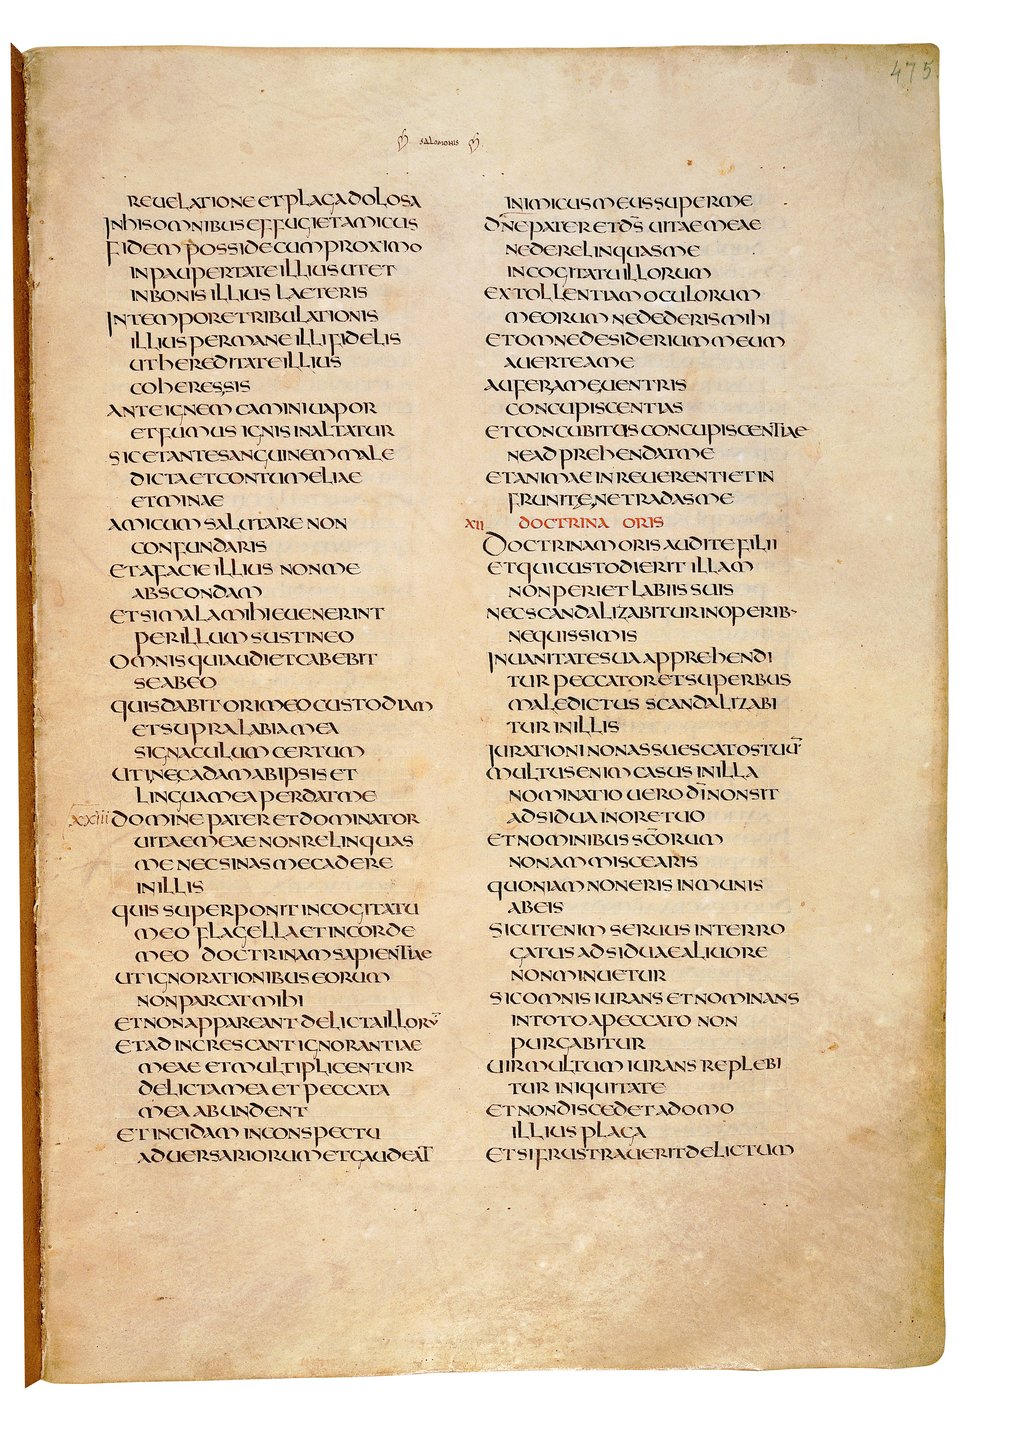 475.
SALOMONIS
REUELATIONE ET PLAGA DOLOSA
IN HIS OMNIBUS EFFUGIET AMICUS
FIDEM POSSIDE CUM PROXIMO
IN PAUPERTATE ILLIUS UT ET
IN BONIS ILLIUS LAETERIS
IN TEMPORE TRIBULATIONIS
ILLIUS PERMANE ILLI FIDELIS
UT HEREDITATE ILLIUS
COHERES SIS
ANTE IGNEM CAMINI UAPOR
ET FUMUS IGNIS INALTATUR
SIC ET ANTE SANGUINEM MALE
DICTA ET CONTUMELIAE
ET MINAE
AMICUM SALUTARE NON
CONFUNDARIS
ET A FACIE ILLIUS NON ME
ABSCONDAM
ET SI MALA MIHI EUENERINT
PER ILLUM SUSTINEO
OMNIS QUI AUDIET CABEBIT
SE AB EO
QUIS DABIT ORI MEO CUSTODIAM
ET SUPRA LABIA MEA
SIGNACULUM CERTUM
UTI NE CADAM AB IPSIS ET
LINGUA MEA PERDAT ME
XXIII DOMINE PATER ET DOMINATOR
UITAE MEAE NON RELINQUAS
ME NEC SINAS ME CADERE
IN ILLIS
QUIS SUPERPONIT IN COGITATU
MEO FLAGELLA ET IN CORDE
MEO DOCTRINAM SAPIENTIAE
UT IGNORATIONIBUS EORUM
NON PARCAT MIHI
ET NON APPAREANT DELICTA ILLORŪ
ET ADINCRESCANT IGNORANTIAE
MEAE ET MULTIPLICENTUR
DELICTA MEA ET PECCATA
MEA ABUNDENT
ET INCIDAM IN CONSPECTU
ADUERSARIORUM ET GAUDEAT
INIMICUS MEUS SUPER ME
DN̄E PATER ET DS̄ UITAE MEAE
NE DERELINQUAS ME
IN COGITATU ILLORUM
EXTOLLENTIAM OCULORUM
MEORUM NE DEDERIS MIHI
ET OMNE DESIDERIUM MEUM
AUERTE A ME
AUFER A ME UENTRIS
CONCUPISCENTIAS
ET CONCUBITUS CONCUPISCENTIAE
NE ADPREHENDAT ME
ET ANIMAE INREUERENTI ET IN
FRUNITE NE TRADAS ME
XII DOCTRINA ORIS
DOCTRINAM ORIS AUDITE FILII
ET QUI CUSTODIERIT ILLAM
NON PERIET LABIIS SUIS
NEC SCANDALIZABITUR IN OPERIB·
NEQUISSIMIS
IN UANITATE SUA APPREHENDI
TUR PECCATOR ET SUPERBUS
MALEDICTUS SCANDALIZABI
TUR IN ILLIS
IURATIONI NON ASSUESCAT OS TUŪ
MULTUS ENIM CASUS IN ILLA
NOMINATIO UERO DĪ NON SIT
ADSIDUA IN ORE TUO
ET NOMINIBUS SC̄ORUM
NON AMMISCEARIS
QUONIAM NON ERIS INMUNIS
AB EIS
SICUT ENIM SERUUS INTERRO
GATUS ADSIDUAE A LIUORE
NON MINUETUR
SIC OMNIS IURANS ET NOMINANS
IN TOTO A PECCATO NON
PURGABITUR
UIR MULTUM IURANS REPLEBI
TUR INIQUITATE
ET NON DISCEDET A DOMO
ILLIUS PLAGA
ET SI FRUSTRAUERIT DELICTUM